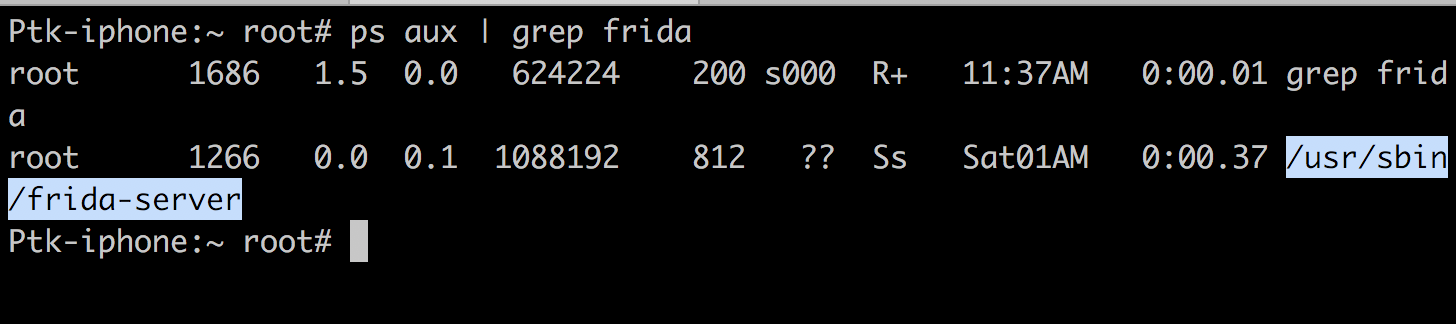 Ptk-iphone:~ root# ps aux | grep frida
root      1686   1.5  0.0   624224    200 s000  R+   11:37AM   0:00.01 grep frid
a
root      1266   0.0  0.1  1088192    812   ??  Ss   Sat01AM   0:00.37 /usr/sbin
/frida-server
Ptk-iphone:~ root#